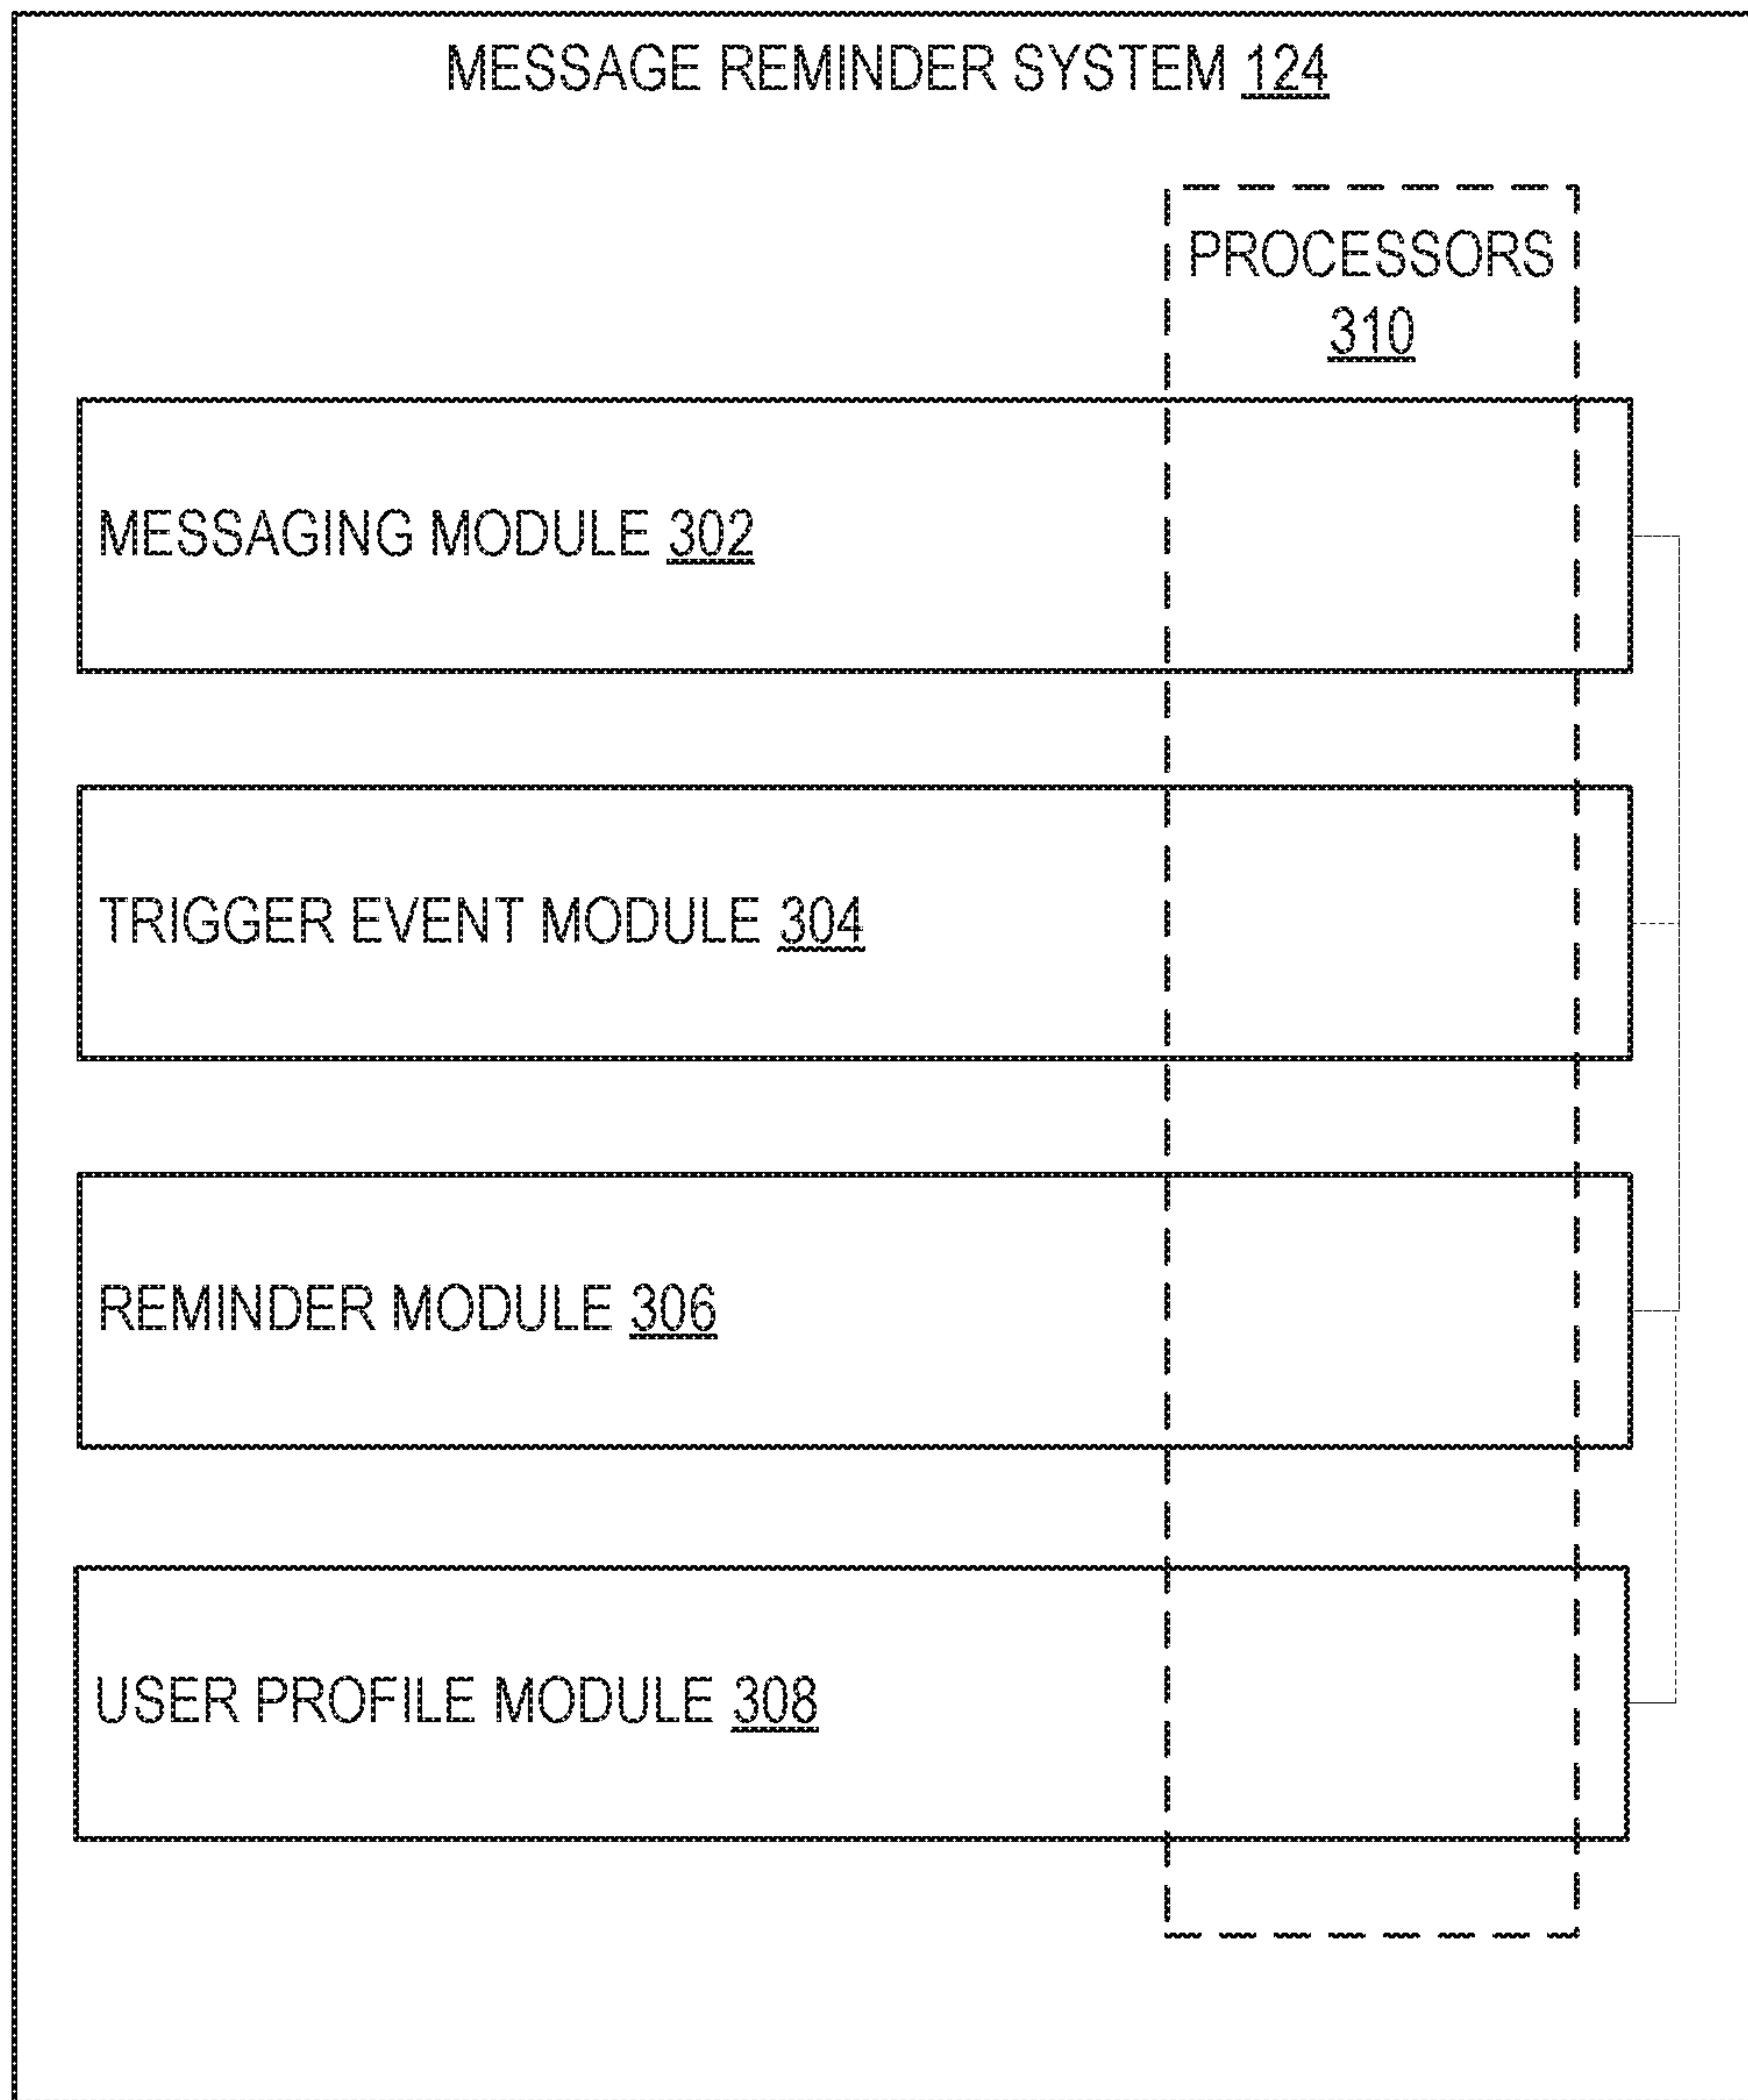 MESSAGE REMINDER SYSTEM 124
PROCESSORS
310
MESSAGING MODULE 302
TRIGGER EVENT MODULE 304
REMINDER MODULE 306
USER PROFILE MODULE 308